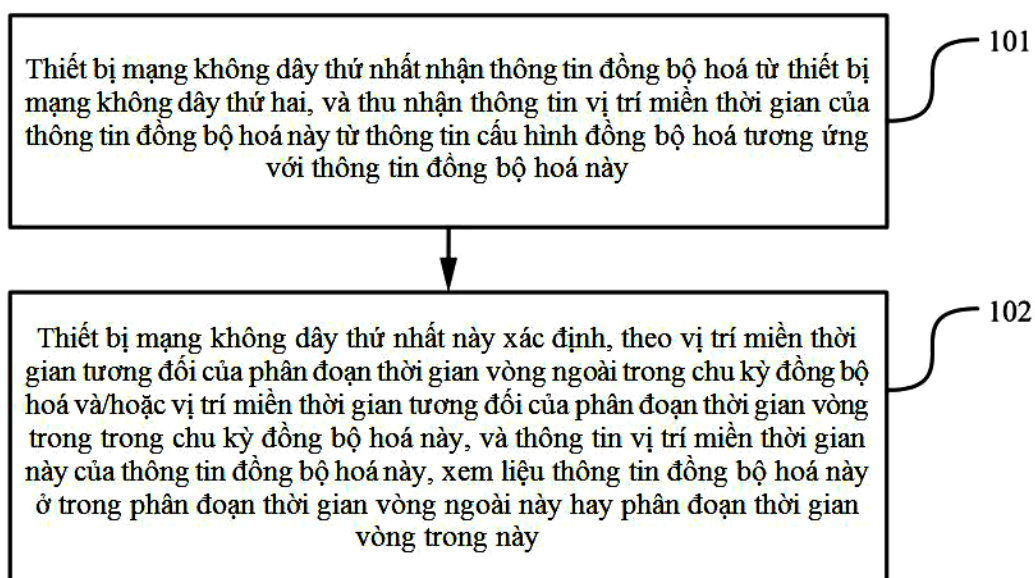 Thiết bị mạng không dây thứ nhất nhận thông tin đồng bộ hoá từ thiết bị
mạng không dây thứ hai, và thu nhận thông tin vị trí miền thời gian của
thông tin đồng bộ hoá này từ thông tin cấu hình đồng bộ hoá tương ứng
với thông tin đồng bộ hoá này
101
Thiết bị mạng không dây thứ nhất này xác định, theo vị trí miền thời
gian tương đối của phân đoạn thời gian vòng ngoài trong chu kỳ đồng bộ
hoá và/hoặc vị trí miền thời gian tương đối của phân đoạn thời gian vòng
trong trong chu kỳ đồng bộ hoá này, và thông tin vị trí miền thời gian
này của thông tin đồng bộ hoá này, xem liệu thông tin đồng bộ hoá này
ở trong phân đoạn thời gian vòng ngoài này hay phân đoạn thời gian
vòng trong này
102